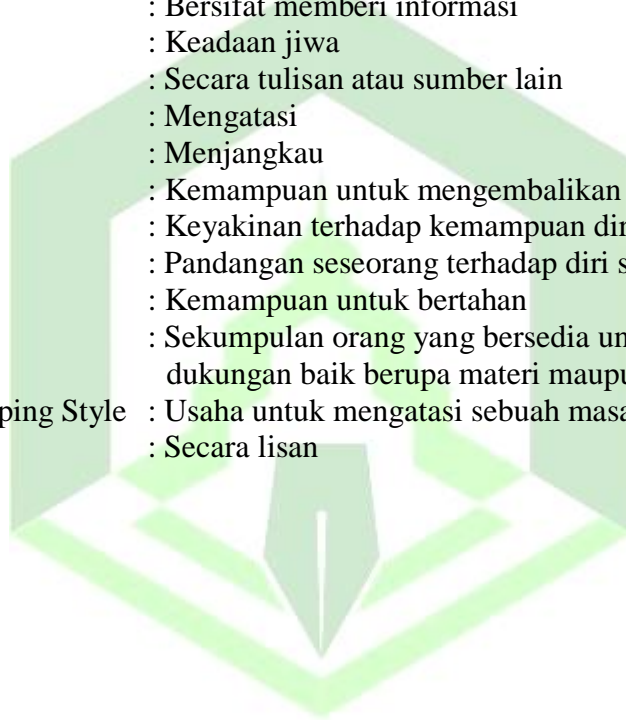 : Bersifat memberi informasi
: Keadaan jiwa
: Secara tulisan atau sumber lain
: Mengatasi
: Menjangkau
: Kemampuan untuk mengembalikan
: Keyakinan terhadap kemampuan dir
: Pandangan seseorang terhadap diri s
: Kemampuan untuk bertahan
: Sekumpulan orang yang bersedia un
dukungan baik berupa materi maupu
ping Style : Usaha untuk mengatasi sebuah masa
: Secara lisan